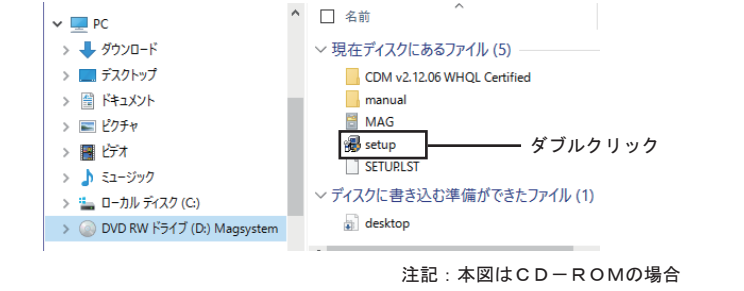 PC
ダウンロード
デスクトップ
ドキュメント
ピクチャ
ビデオ
ミュージック
ローカル ディスク (C:)
DVD RW ドライブ (D:) Magsystem
名前
現在ディスクにあるファイル (5)
CDM v2.12.06 WHQL Certified
manual
MAG
setup
ダブルクリック
SETUP.LST
ディスクに書き込む準備ができたファイル (1)
desktop
注記：本図はＣＤ－ＲＯＭの場合